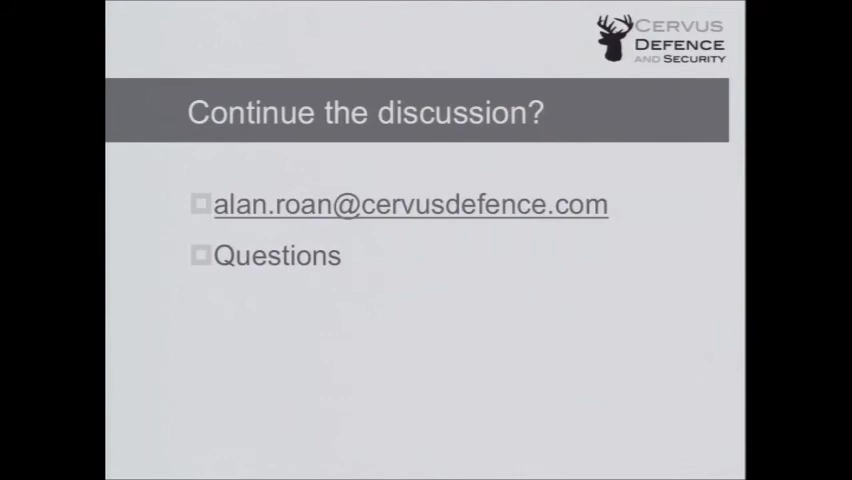 CERVUS
DEFENCE
AND SECURITY
Continue the discussion?
alan.roan@cervusdefence.com
Questions